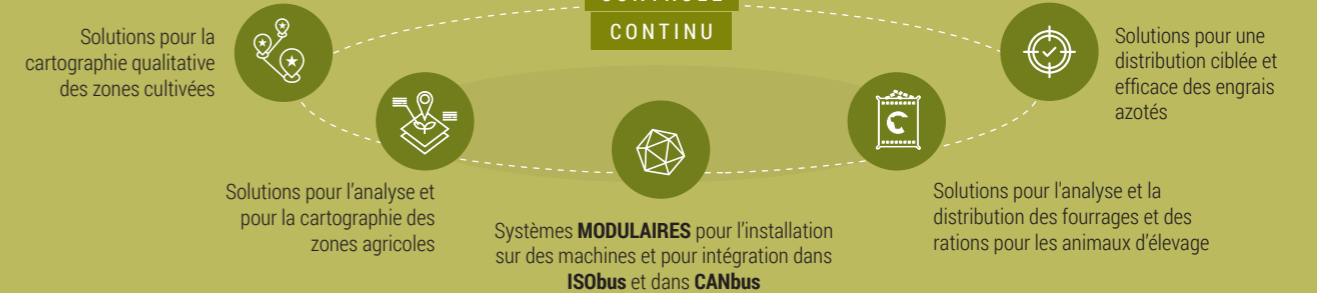 CONTRÔLE
CONTINU
Solutions pour la
cartographie qualitative
des zones cultivées
Solutions pour l’analyse et
pour la cartographie des
zones agricoles
Systèmes MODULAIRES pour l’installation
sur des machines et pour intégration dans
ISObus et dans CANbus
Solutions pour l'analyse et la
distribution des fourrages et des
rations pour les animaux d’élevage
Solutions pour une
distribution ciblée et
efficace des engrais
azotés